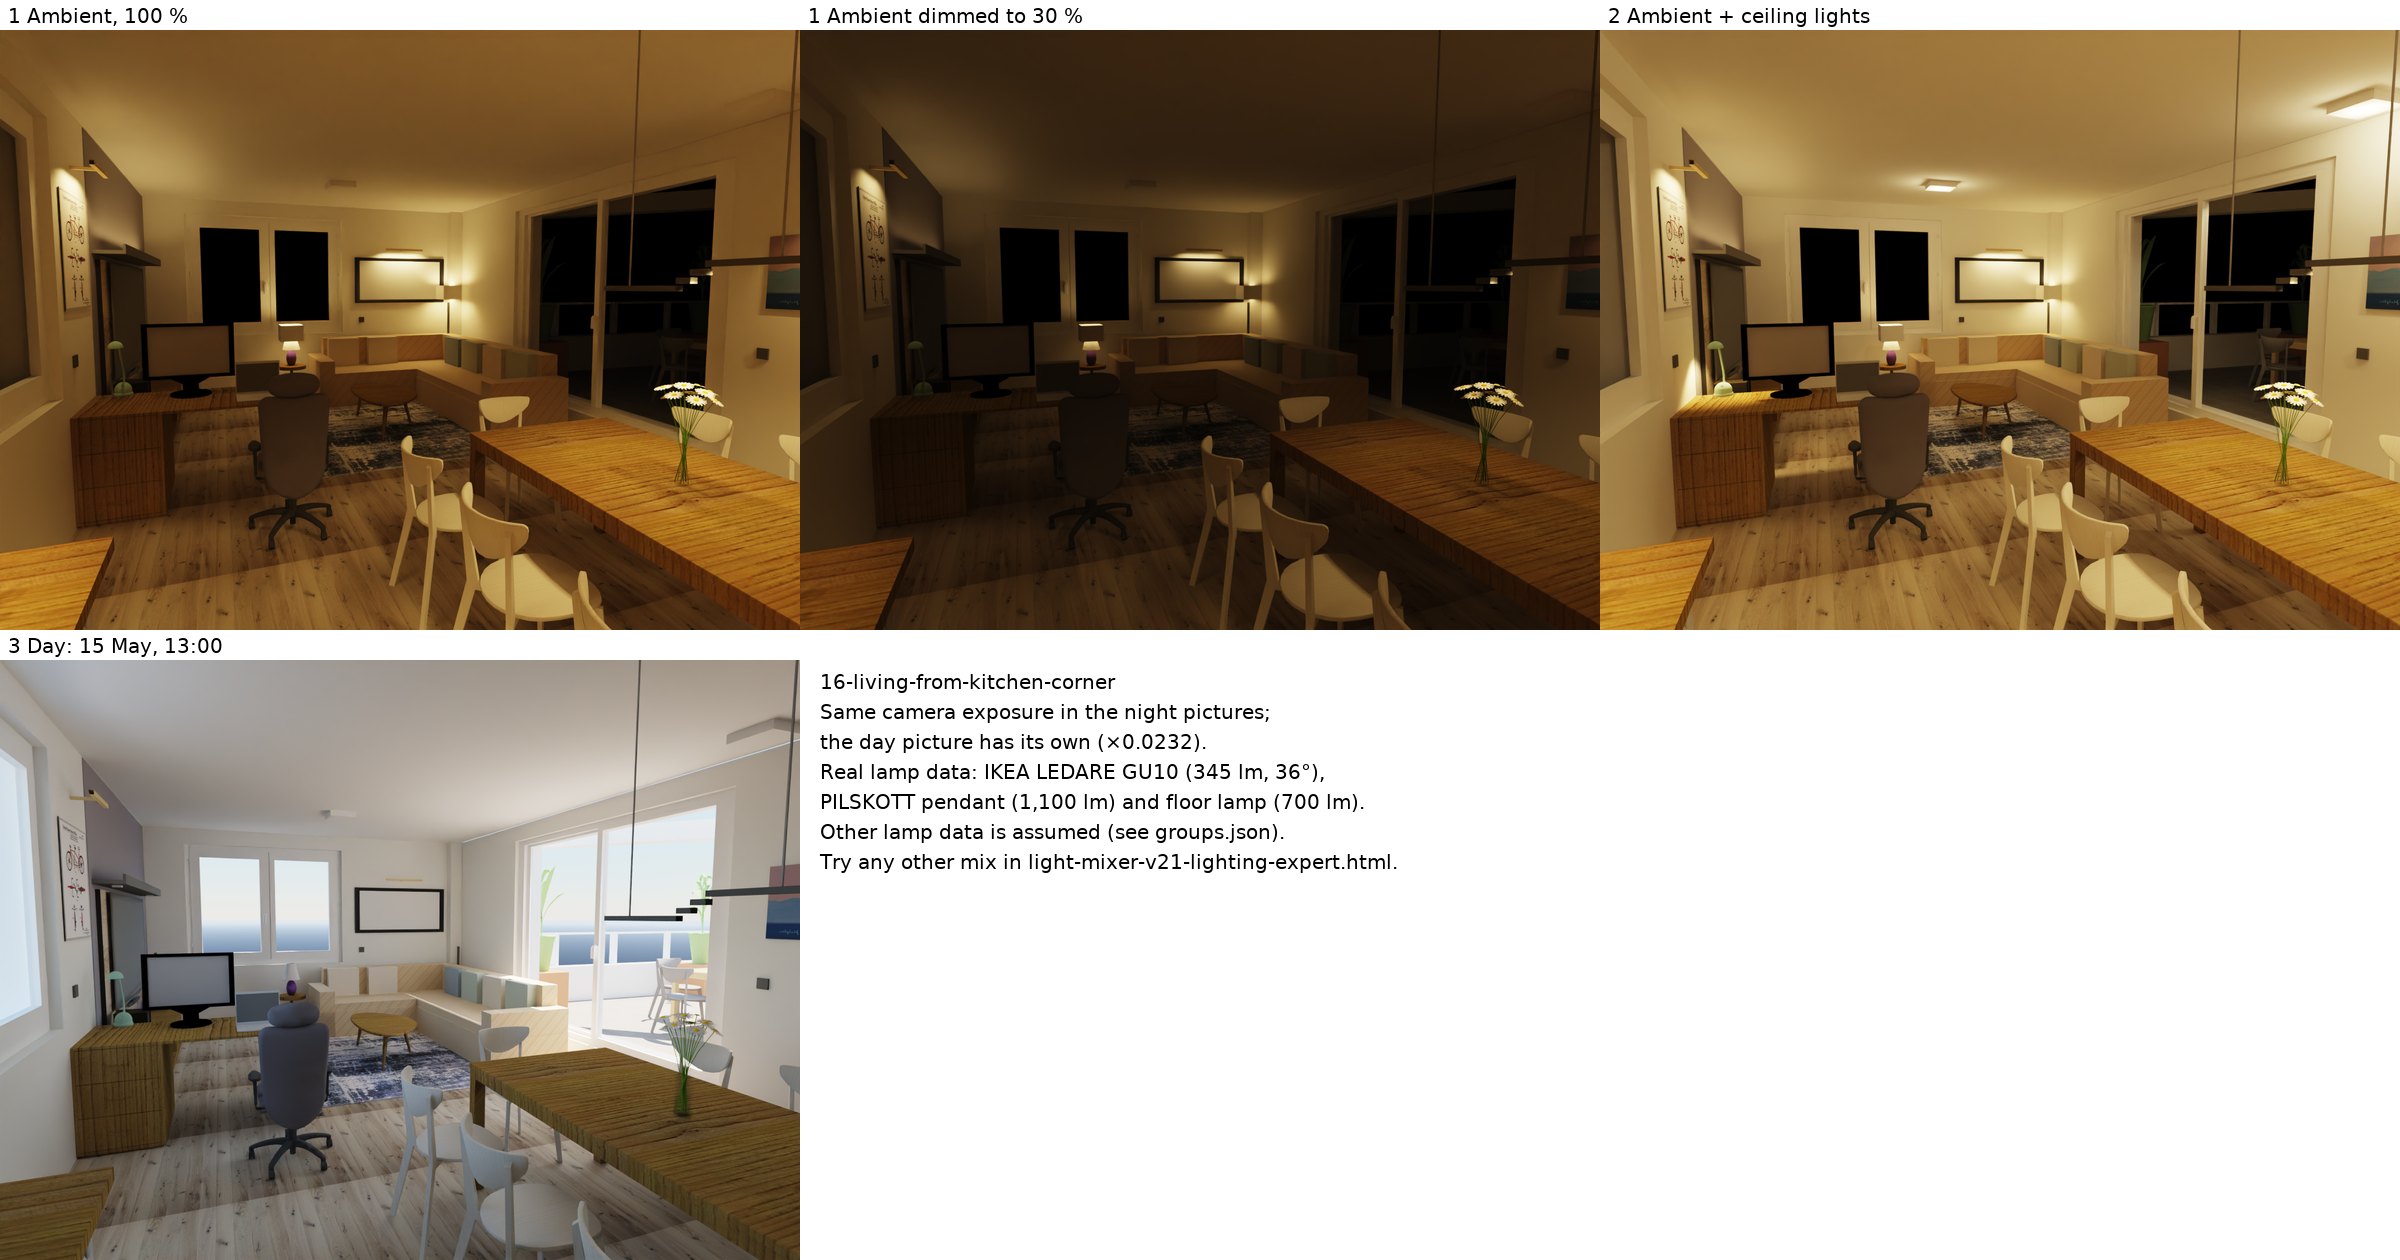 1 Ambient, 100 %
1 Ambient dimmed to 30 %
2 Ambient + ceiling lights
3 Day: 15 May, 13:00
16-living-from-kitchen-corner
Same camera exposure in the night pictures;
the day picture has its own (×0.0232).
Real lamp data: IKEA LEDARE GU10 (345 lm, 36°),
PILSKOTT pendant (1,100 lm) and floor lamp (700 lm).
Other lamp data is assumed (see groups.json).
Try any other mix in light-mixer-v21-lighting-expert.html.